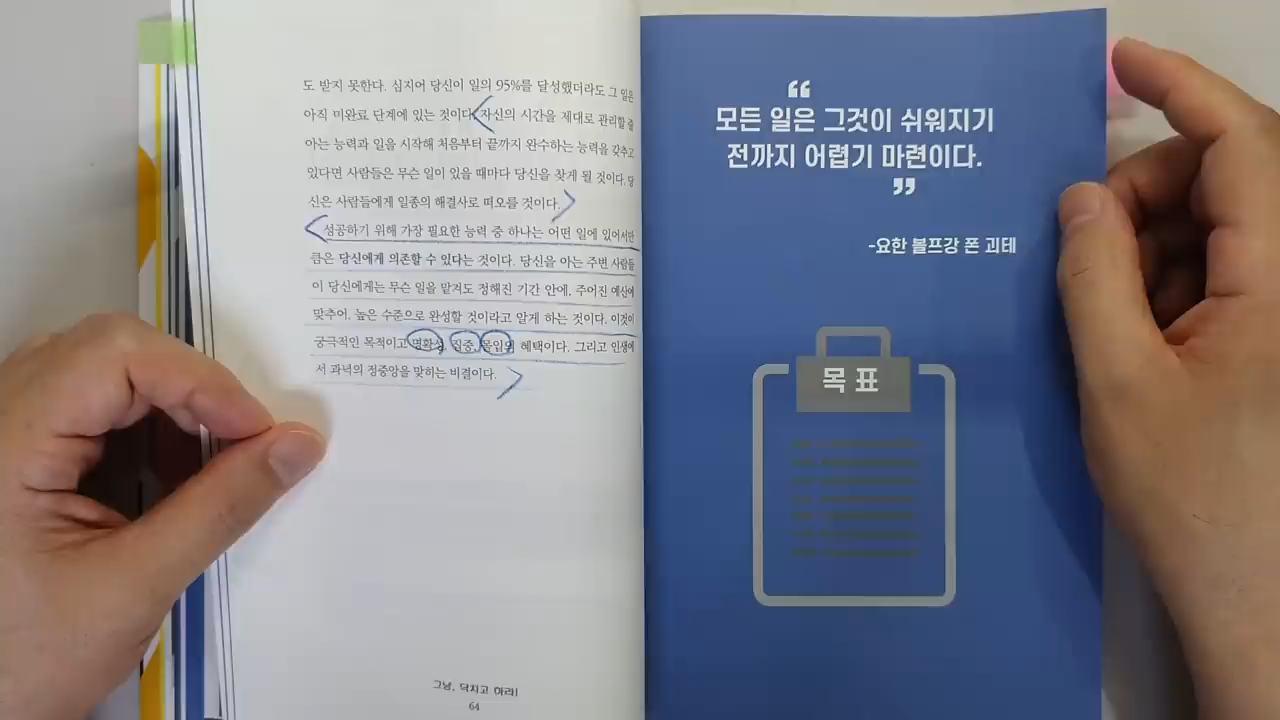 도 받지 못한다. 심지어 당신이 일의 95%를 달성했더라도 그 일은
아직 미완료 단계에 있는 것이다. 자신의 시간을 제대로 관리할 줄
아는 능력과 일을 시작해 처음부터 끝까지 완수하는 능력을 갖추고
있다면 사람들은 무슨 일이 있을 때마다 당신을 찾게 될 것이다. 당
신은 사람들에게 일종의 해결사로 떠오를 것이다.
성공하기 위해 가장 필요한 능력 중 하나는 어떤 일에 있어서만
큼은 당신에게 의존할 수 있다는 것이다. 당신을 아는 주변 사람들
이 당신에게는 무슨 일을 맡겨도 정해진 기간 안에, 주어진 예산에
맞추어, 높은 수준으로 완성할 것이라고 알게 하는 것이다. 이것이
궁극적인 목적이고 명확성, 집중, 몰입의 혜택이다. 그리고 인생에
서 과녁의 정중앙을 맞히는 비결이다.
그냥, 닥치고 하라!
64
“
모든 일은 그것이 쉬워지기
전까지 어렵기 마련이다.
”
-요한 볼프강 폰 괴테
목표